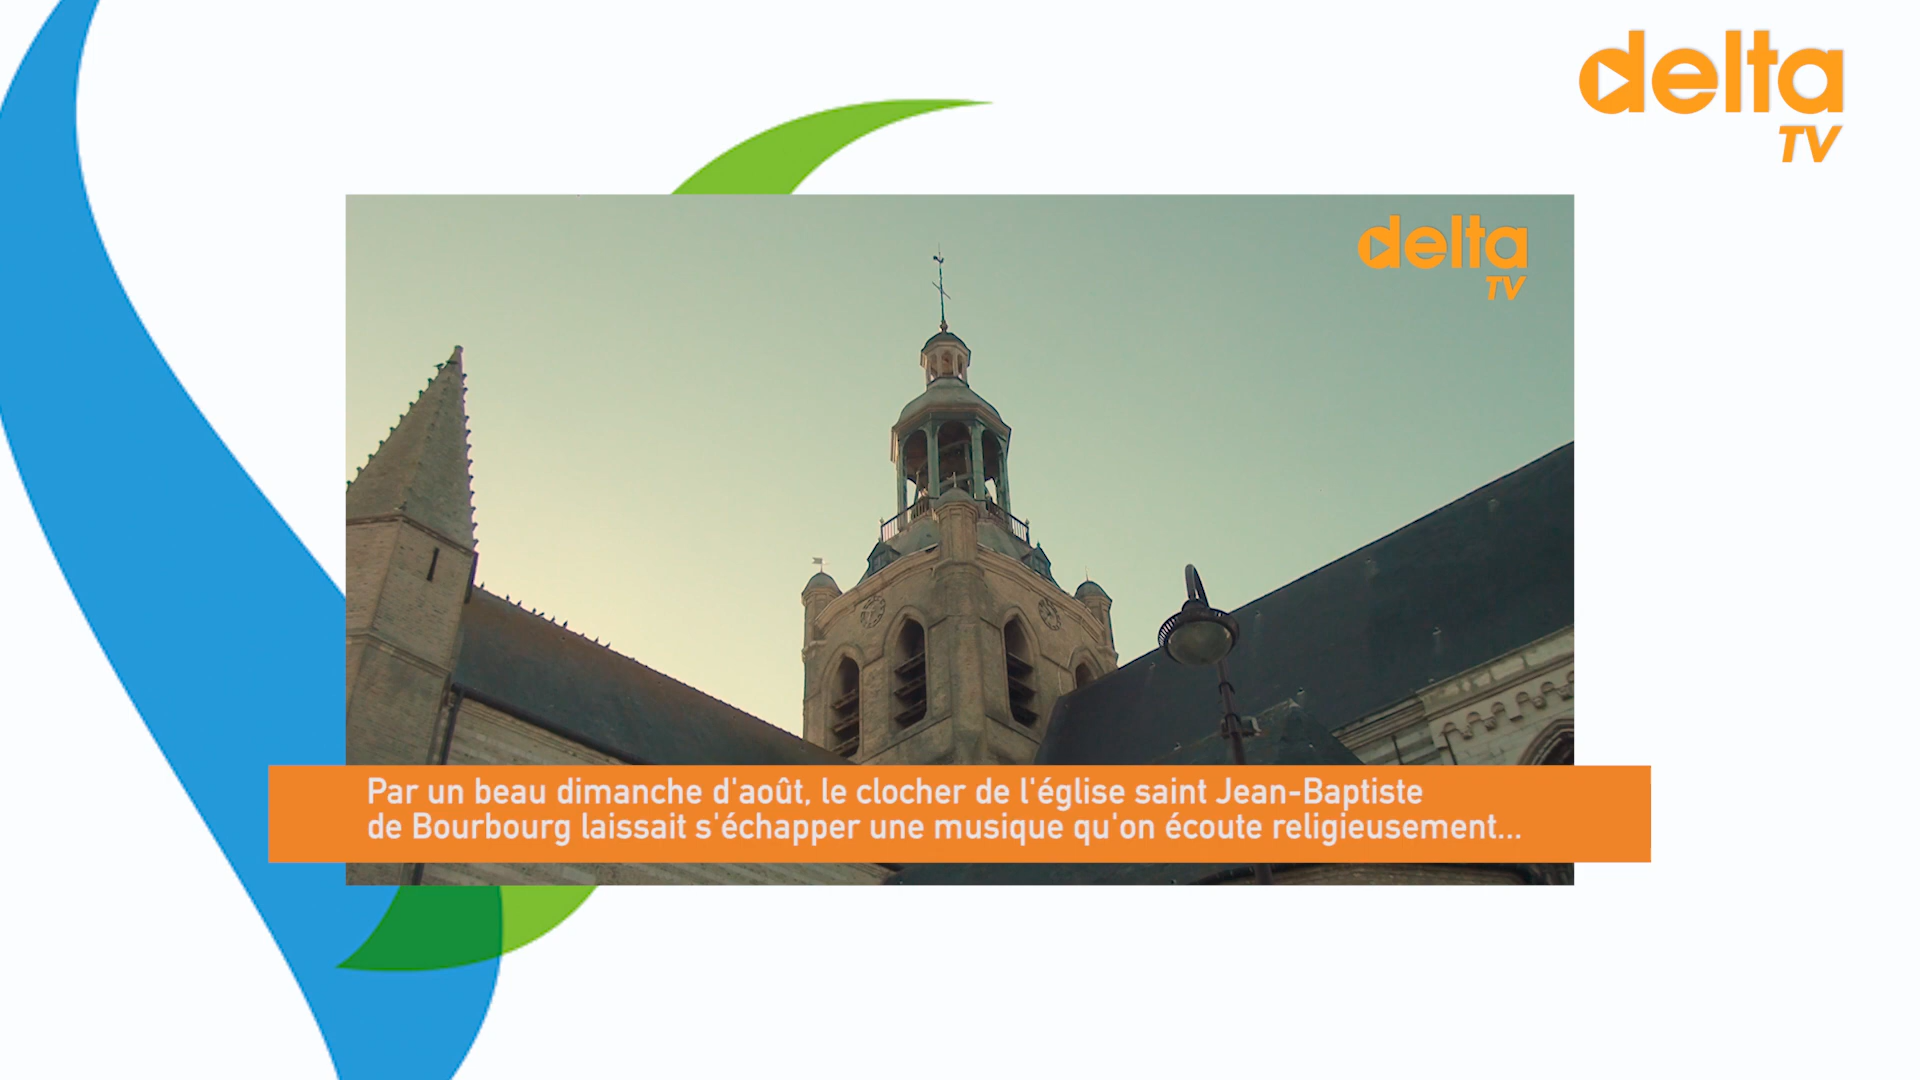 delta
TV
delta
TV
Par un beau dimanche d'août, le clocher de l'église saint Jean-Baptiste
de Bourbourg laissait s'échapper une musique qu'on écoute religieusement...